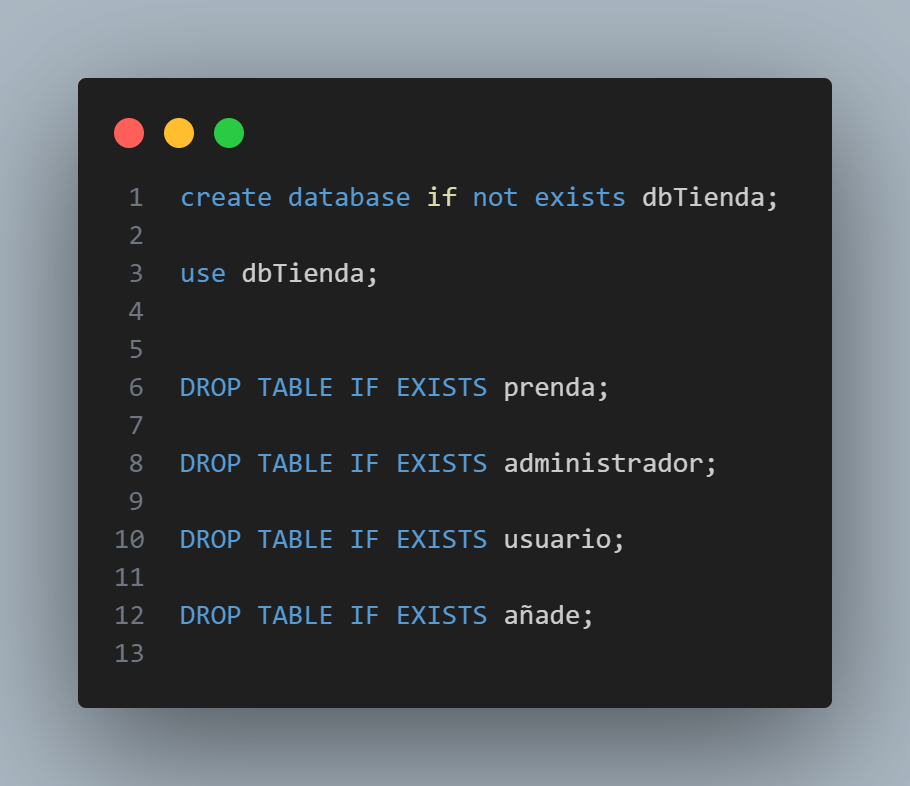 1 create database if not exists dbTienda;
2
3 use dbTienda;
4
5
6 DROP TABLE IF EXISTS prenda;
7
8 DROP TABLE IF EXISTS administrador;
9
10 DROP TABLE IF EXISTS usuario;
11
12 DROP TABLE IF EXISTS añade;
13